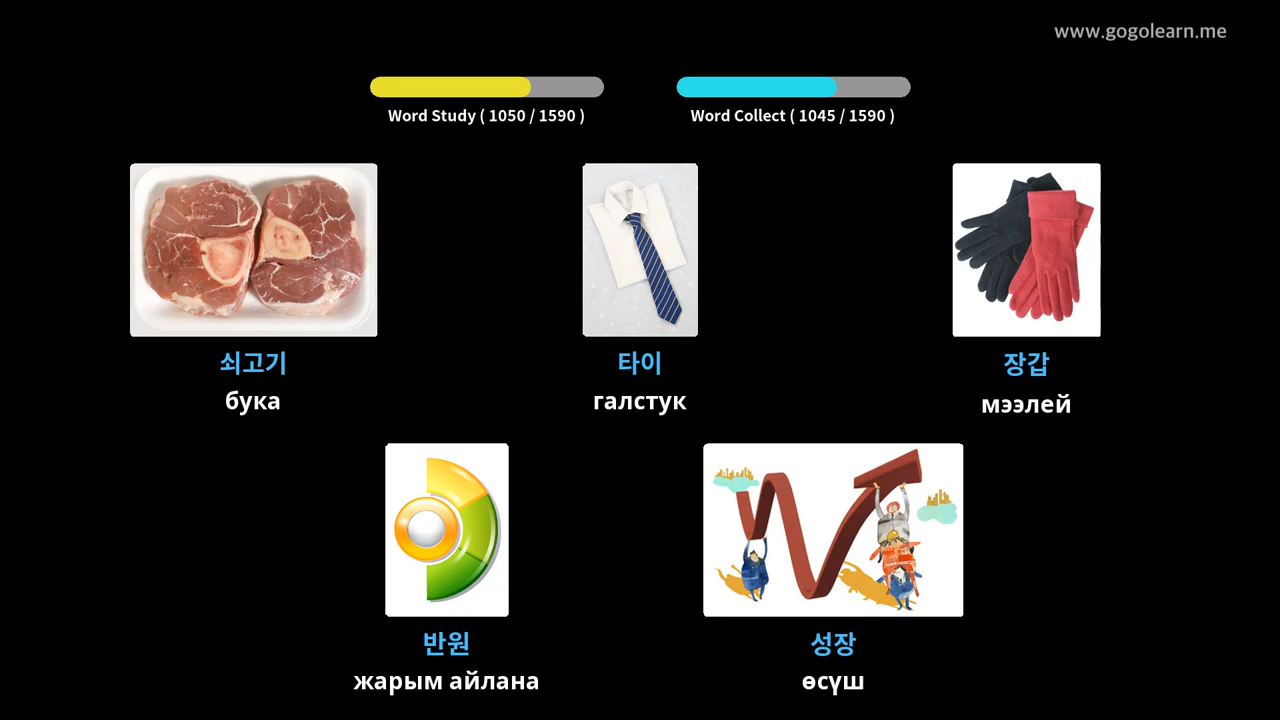 www.gogolearn.me
Word Study ( 1050 / 1590 )
Word Collect ( 1045 / 1590 )
쇠고기
타이
장갑
бука
галстук
мээлей
반원
성장
жарым айлана
өсүш